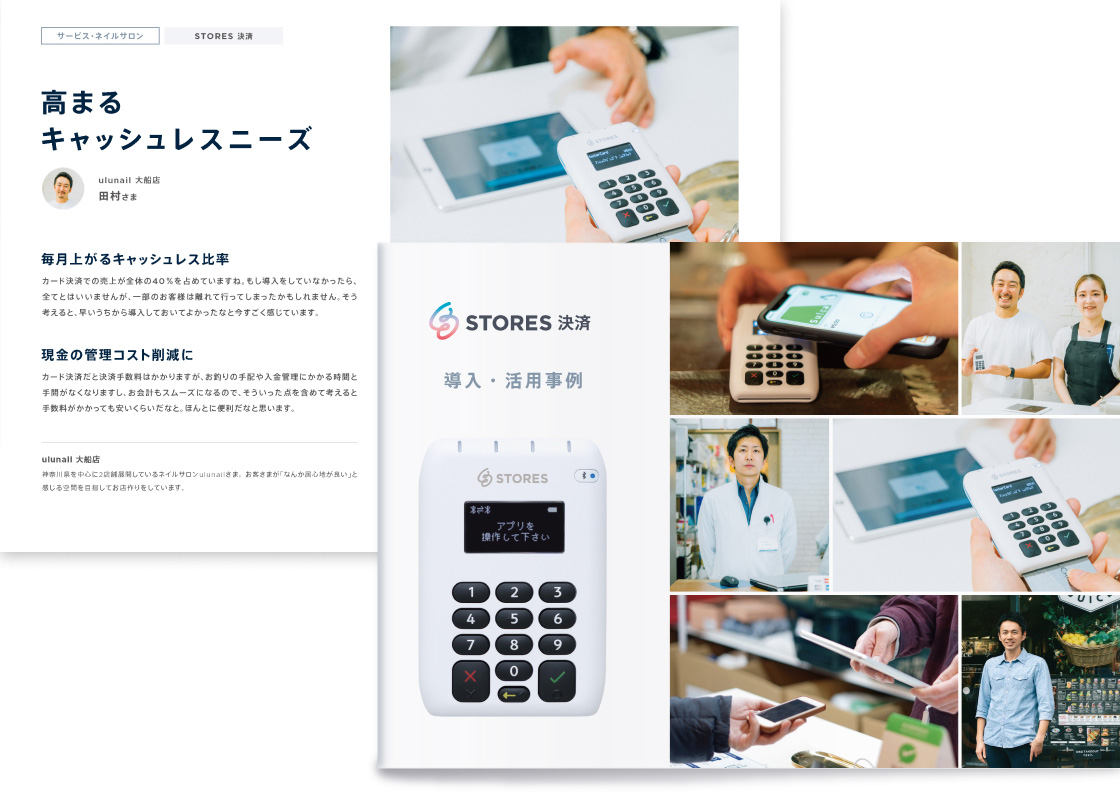 サービス・ネイルサロン
STORES 決済
高まる
キャッシュレスニーズ
ulunail 大船店
田村さま
毎月上がるキャッシュレス比率
カード決済での売上が全体の40%を占めていますね。もし導入をしていなかったら、
全てとはいいませんが、一部のお客様は離れて行ってしまったかもしれません。そう
考えると、早いうちから導入しておいてよかったなと今すごく感じています。
現金の管理コスト削減に
カード決済だと決済手数料はかかりますが、お釣りの手配や入金管理にかかる時間と
手間がなくなりますし、お会計もスムーズになるので、そういった点を含めて考えると
手数料がかかっても安いくらいだなと。ほんとに便利だなと思います。
ulunail 大船店
神奈川県を中心に2店舗展開しているネイルサロンulunailさま。お客さまが「なんか居心地が良い」と
感じる空間を目指してお店作りをしています。
STORES
STORES 決済
導入・活用事例
STORES
アプリを
操作して下さい
1 2 3
4 5 6
7 8 9
0
Suica
STORES